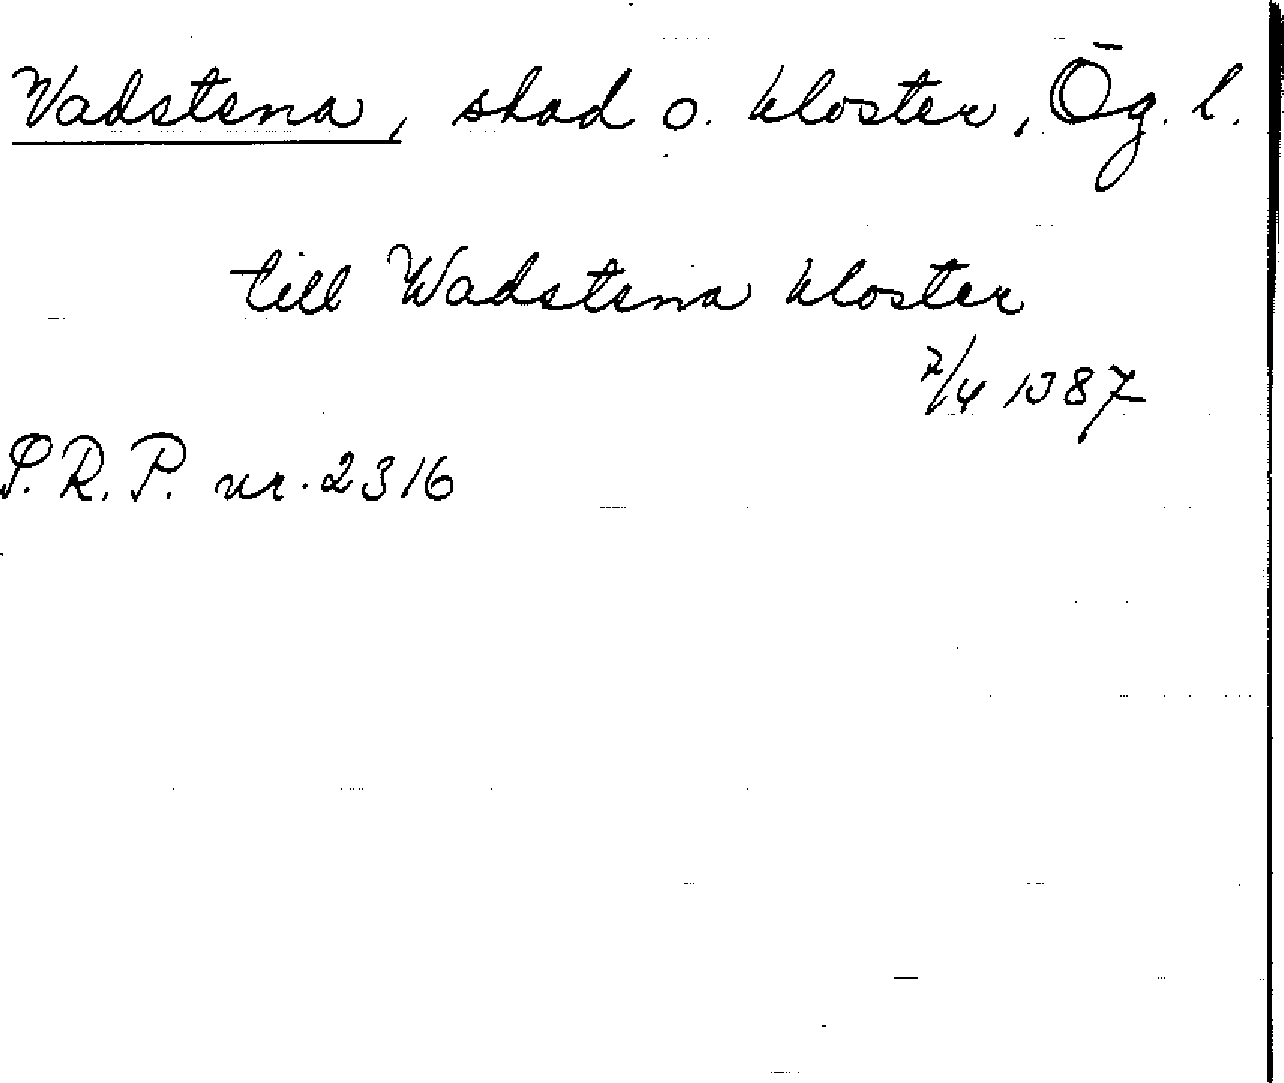 Vadstena, stad o. kloster, Ög. l.
till Wadstena kloster
7/4 1387
S.R.P. nr. 2316